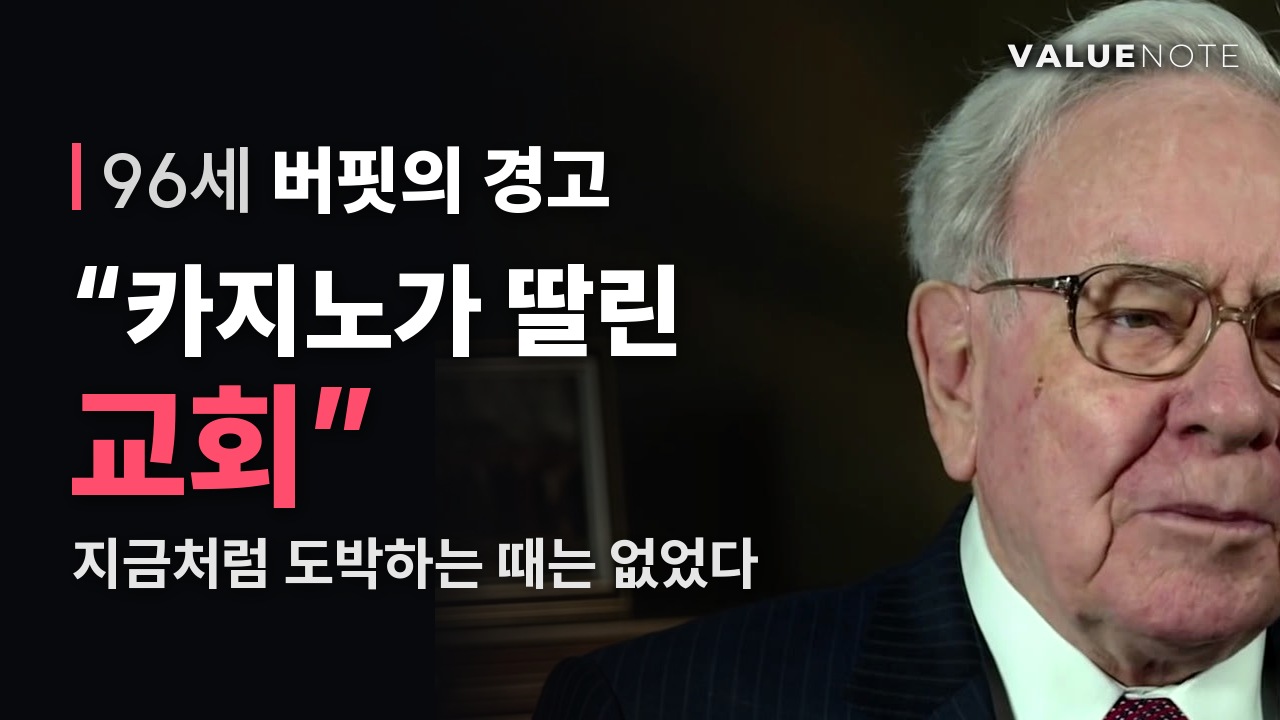 VALUENOTE
96세 버핏의 경고
“카지노가 딸린
교회”
지금처럼 도박하는 때는 없었다